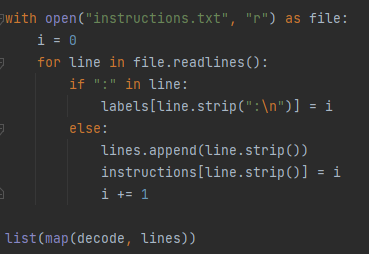 with open("instructions.txt", "r") as file:
    i = 0
    for line in file.readlines():
        if ":" in line:
            labels[line.strip(":\n")] = i
        else:
            lines.append(line.strip())
            instructions[line.strip()] = i
            i += 1

list(map(decode, lines))